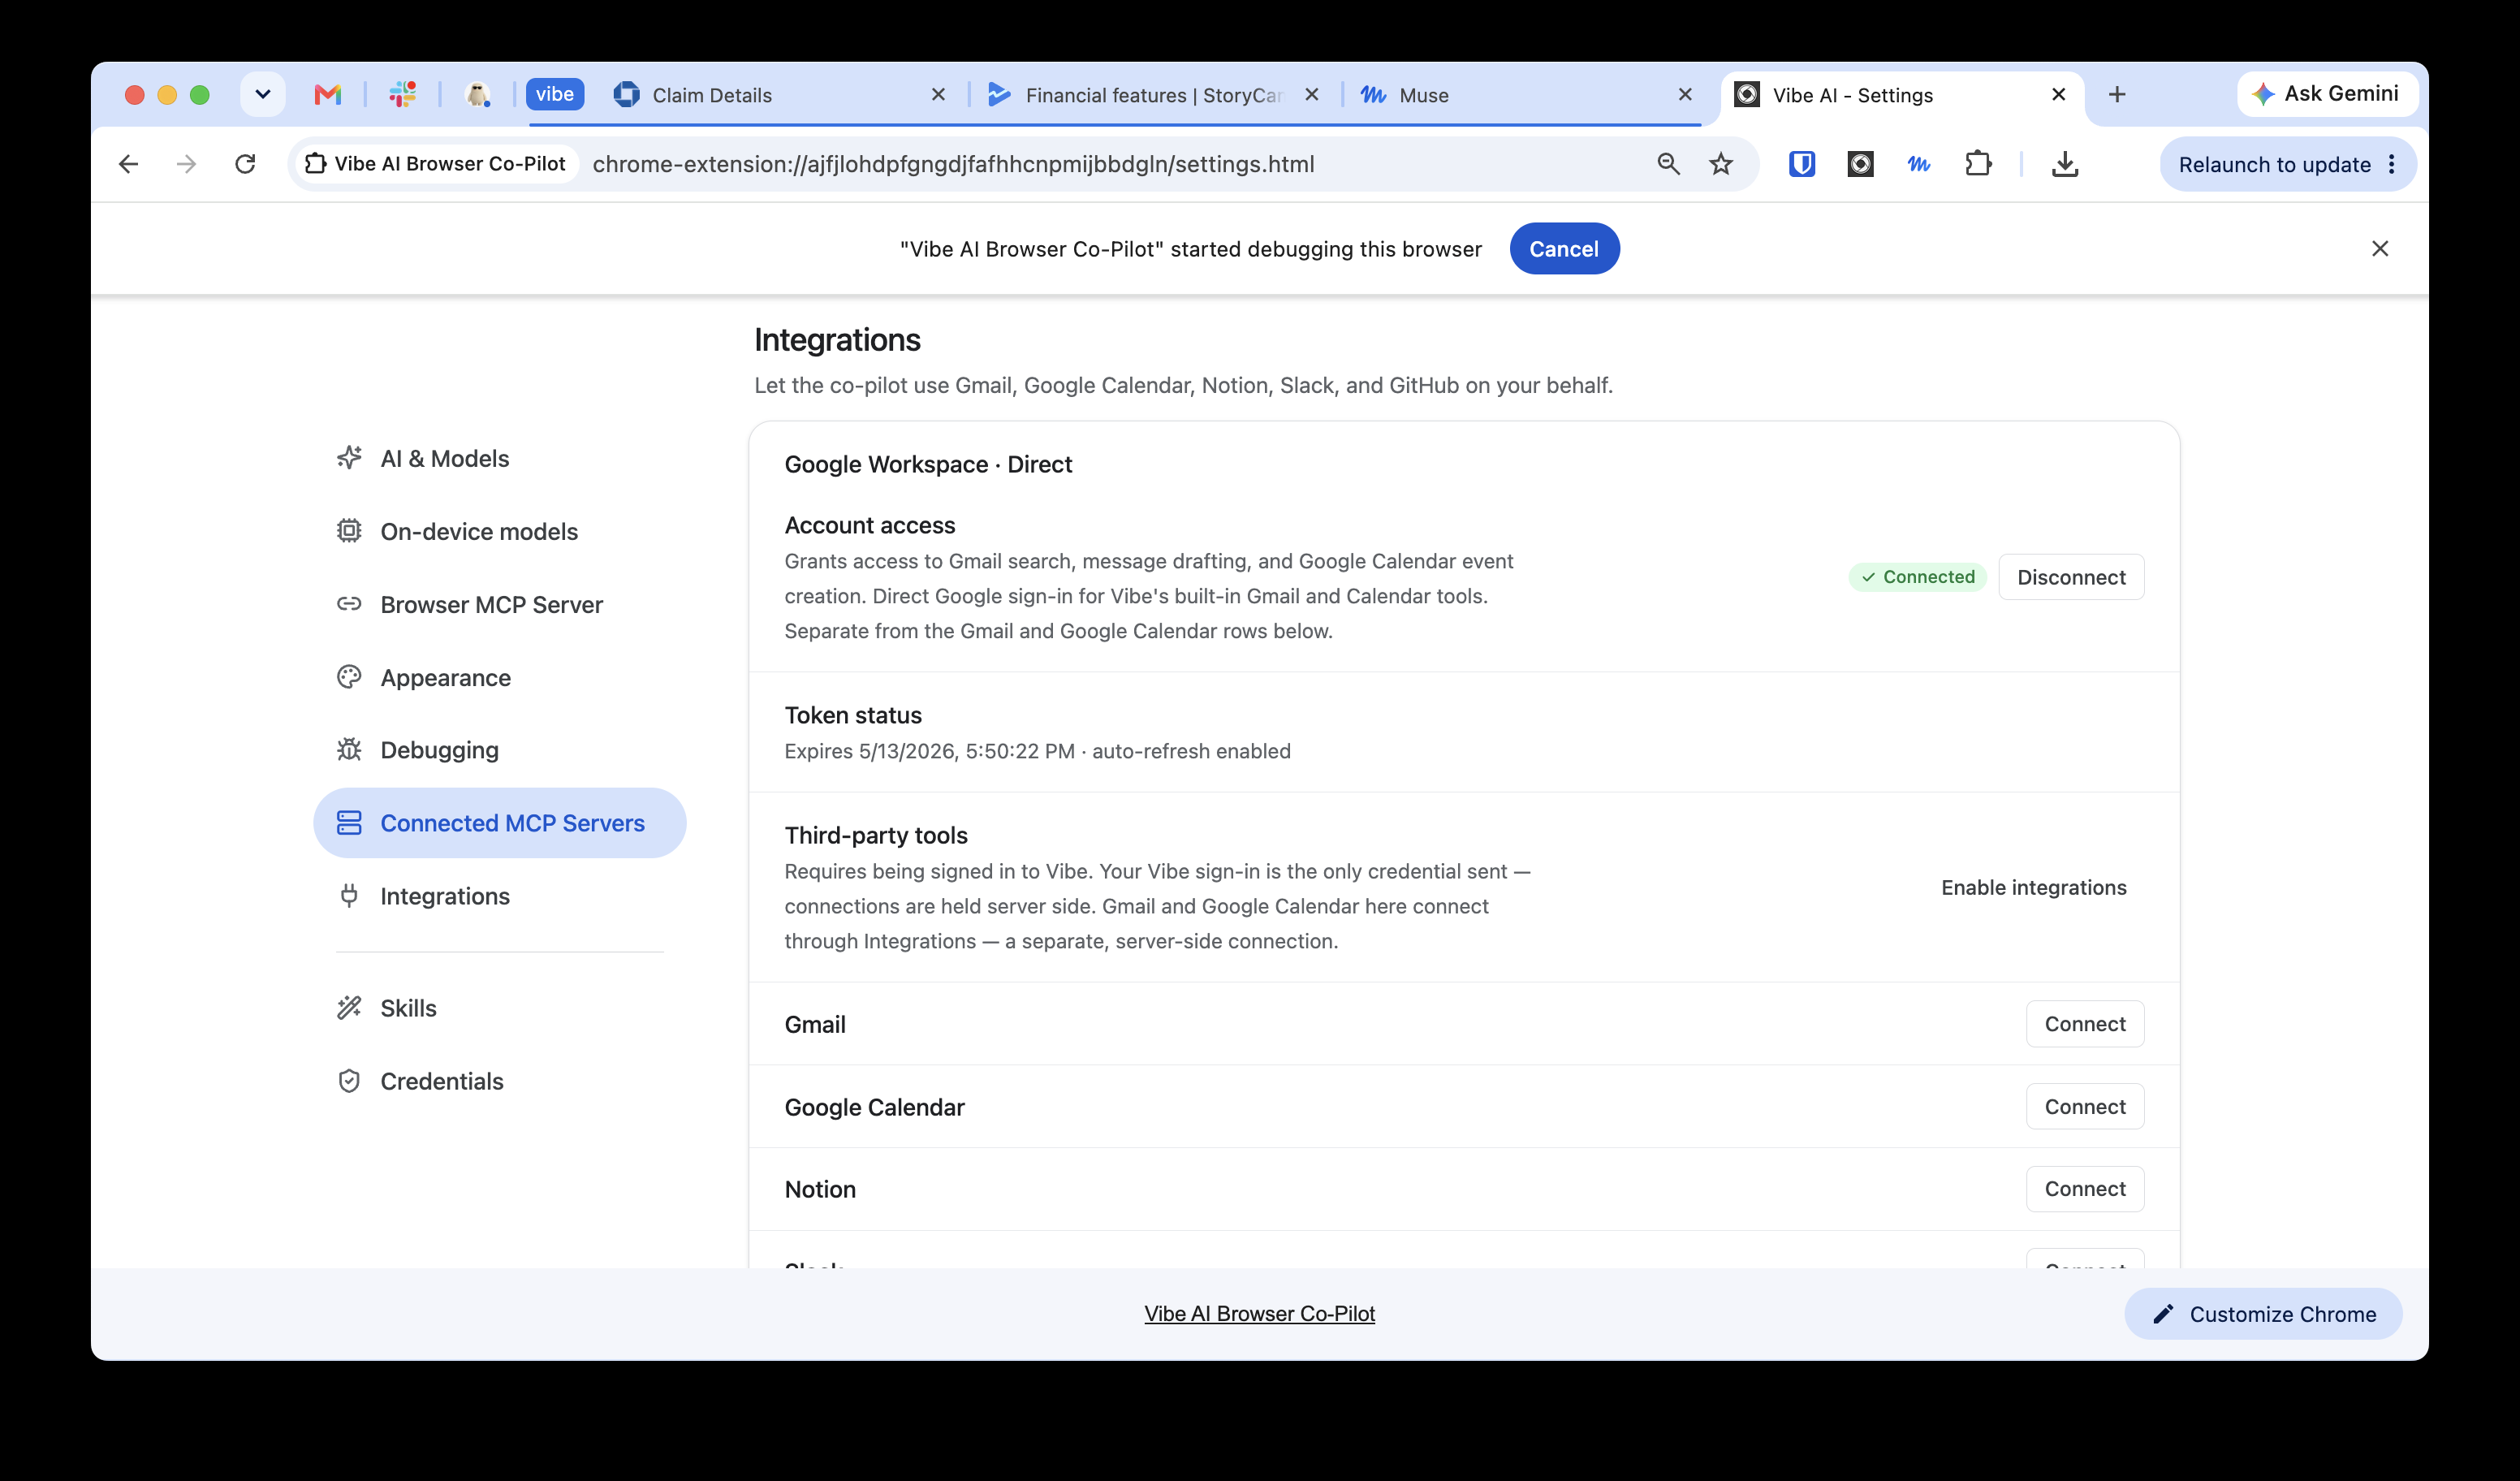 vibe
Claim Details
Financial features | StoryCar
Muse
Vibe AI - Settings
Ask Gemini
Vibe AI Browser Co-Pilot
chrome-extension://ajfjlohdpfgngdjfafhhcnpmijbbdgln/settings.html
Relaunch to update
"Vibe AI Browser Co-Pilot" started debugging this browser
Cancel
AI & Models
On-device models
Browser MCP Server
Appearance
Debugging
Connected MCP Servers
Integrations
Skills
Credentials
Integrations
Let the co-pilot use Gmail, Google Calendar, Notion, Slack, and GitHub on your behalf.
Google Workspace · Direct
Account access
Grants access to Gmail search, message drafting, and Google Calendar event
creation. Direct Google sign-in for Vibe's built-in Gmail and Calendar tools.
Separate from the Gmail and Google Calendar rows below.
Connected
Disconnect
Token status
Expires 5/13/2026, 5:50:22 PM · auto-refresh enabled
Third-party tools
Requires being signed in to Vibe. Your Vibe sign-in is the only credential sent —
connections are held server side. Gmail and Google Calendar here connect
through Integrations — a separate, server-side connection.
Enable integrations
Gmail
Connect
Google Calendar
Connect
Notion
Connect
Slack
Connect
Vibe AI Browser Co-Pilot
Customize Chrome